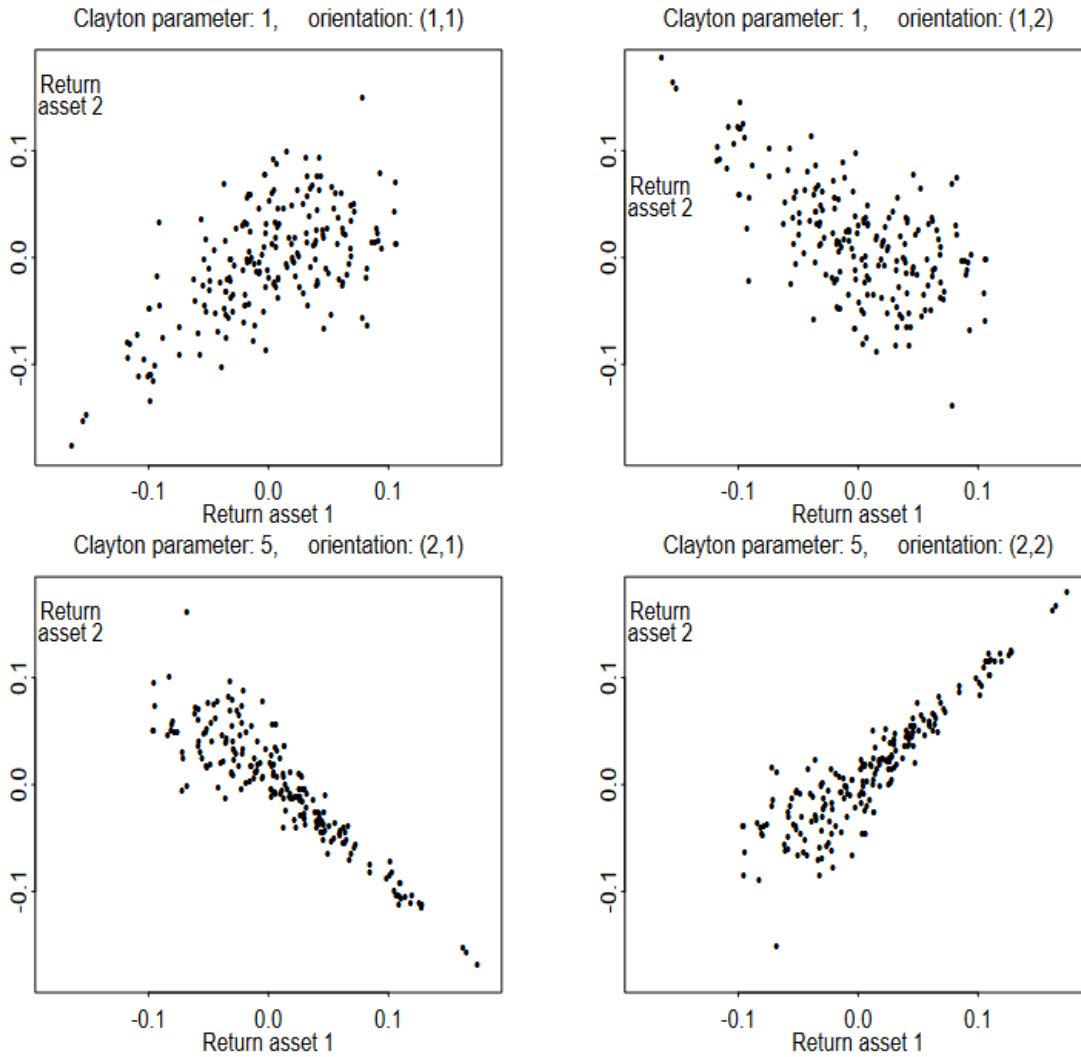 Clayton parameter: 1, orientation: (1,1)
Return
asset 2
0.1
0.0
-0.1
-0.1 0.0 0.1
Return asset 1
Clayton parameter: 1, orientation: (1,2)
0.1
Return
asset 2
0.0
-0.1
-0.1 0.0 0.1
Return asset 1
Clayton parameter: 5, orientation: (2,1)
Return
asset 2
0.1
0.0
-0.1
-0.1 0.0 0.1
Return asset 1
Clayton parameter: 5, orientation: (2,2)
Return
asset 2
0.1
0.0
-0.1
-0.1 0.0 0.1
Return asset 1